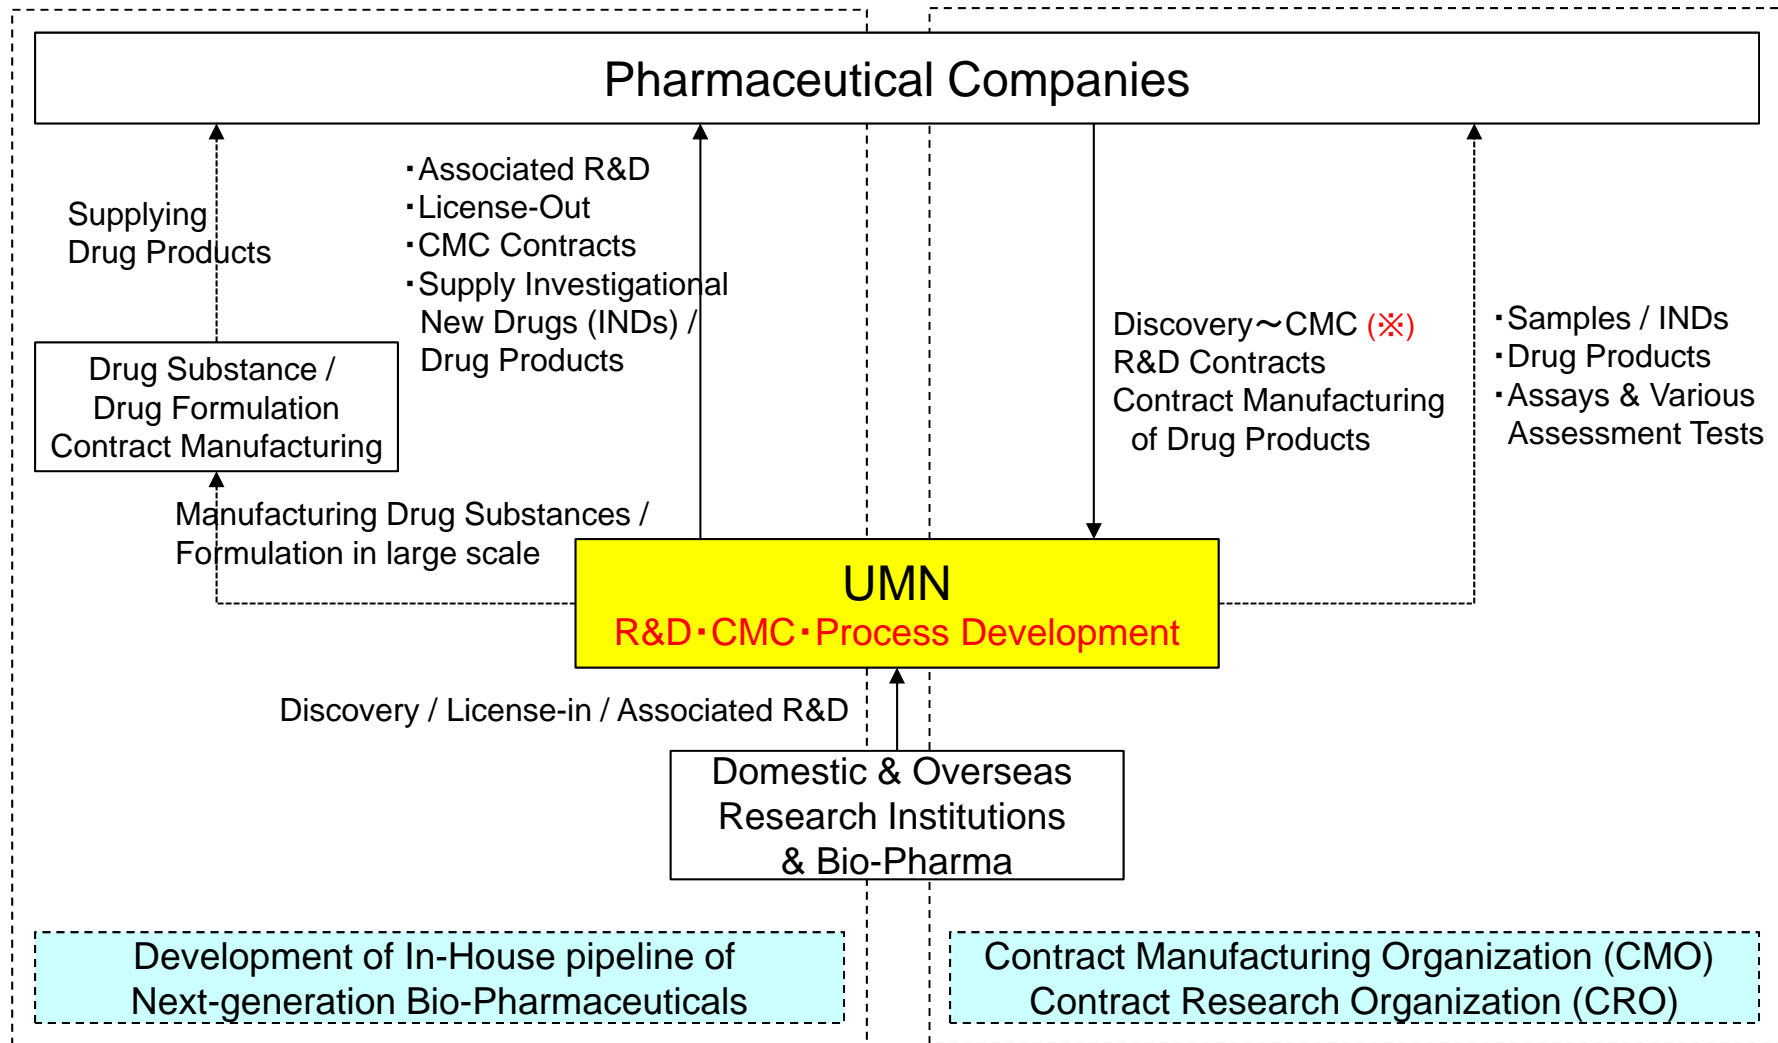 Pharmaceutical Companies
Supplying
Drug Products
・Associated R&D
・License-Out
・CMC Contracts
・Supply Investigational
New Drugs (INDs) /
Drug Products
Discovery～CMC (※)
R&D Contracts
Contract Manufacturing
of Drug Products
・Samples / INDs
・Drug Products
・Assays & Various
Assessment Tests
Drug Substance /
Drug Formulation
Contract Manufacturing
Manufacturing Drug Substances /
Formulation in large scale
UMN
R&D・CMC・Process Development
Discovery / License-in / Associated R&D
Domestic & Overseas
Research Institutions
& Bio-Pharma
Development of In-House pipeline of
Next-generation Bio-Pharmaceuticals
Contract Manufacturing Organization (CMO)
Contract Research Organization (CRO)